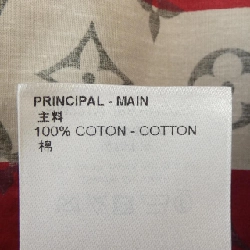 PRINCIPAL - MAIN
主料
100% COTON - COTTON
棉